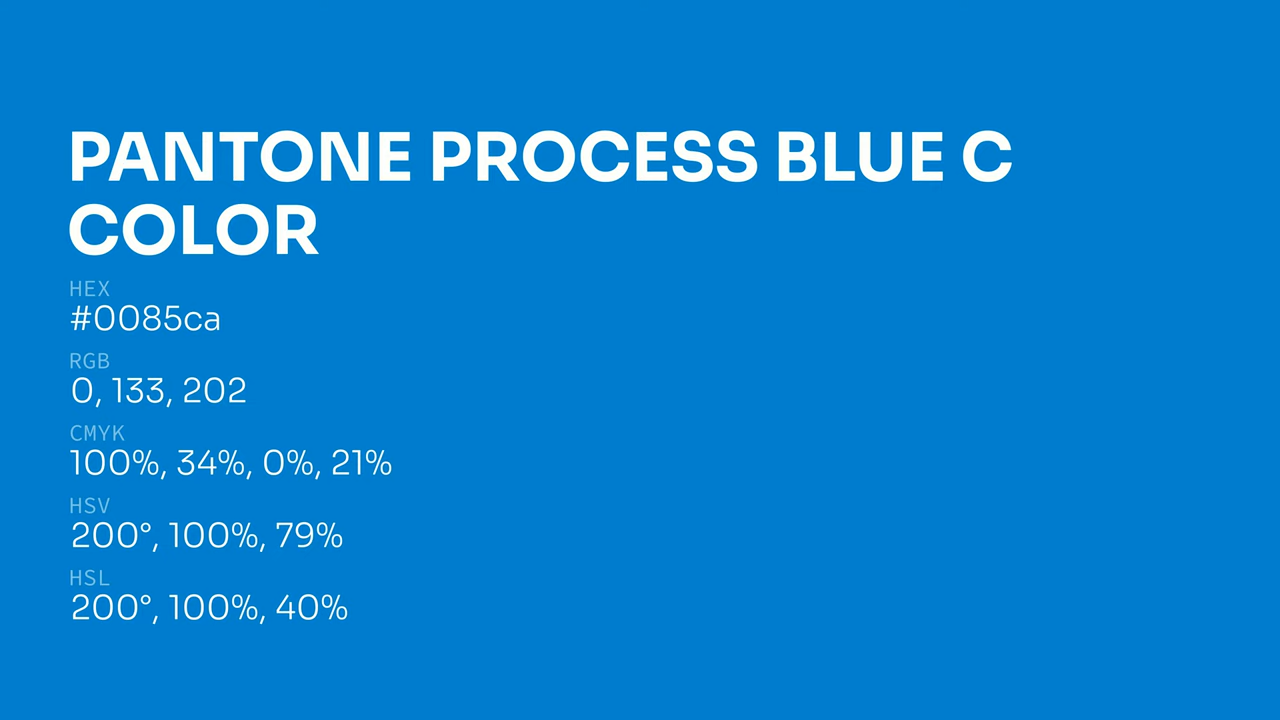 PANTONE PROCESS BLUE C
COLOR
HEX
#0085ca
RGB
0, 133, 202
CMYK
100%, 34%, 0%, 21%
HSV
200°, 100%, 79%
HSL
200°, 100%, 40%